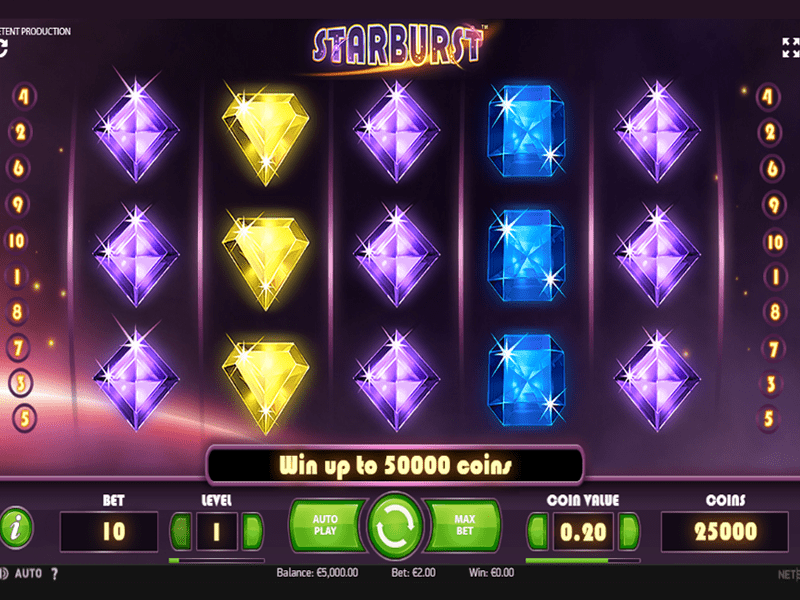 TENT PRODUCTION
STARBURST™
4 4
2 2
6 6
9 9
10 10
1 1
8 8
7 7
3 3
5 5
Win up to 50000 coins
BET LEVEL COIN VALUE COINS
i 10 1 AUTO PLAY MAX BET 0.20 25000
AUTO ? Balance: €5,000.00 Bet: €2.00 Win: €0.00 NET